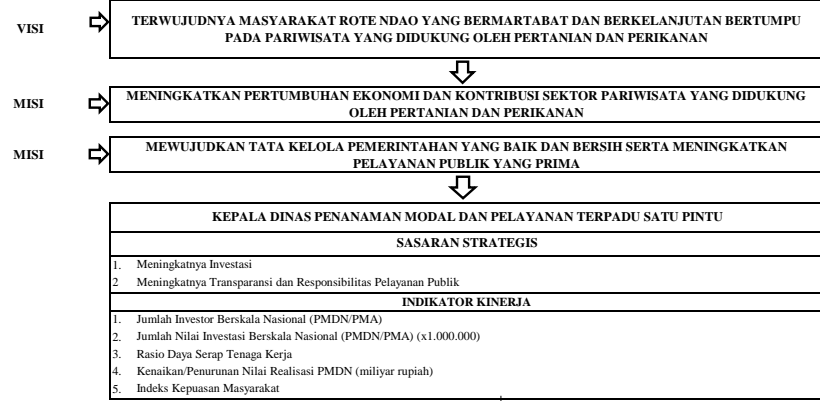 VISI
TERWUJUDNYA MASYARAKAT ROTE NDAO YANG BERMARTABAT DAN BERKELANJUTAN BERTUMPU
PADA PARIWISATA YANG DIDUKUNG OLEH PERTANIAN DAN PERIKANAN
MISI
MENINGKATKAN PERTUMBUHAN EKONOMI DAN KONTRIBUSI SEKTOR PARIWISATA YANG DIDUKUNG
OLEH PERTANIAN DAN PERIKANAN
MISI
MEWUJUDKAN TATA KELOLA PEMERINTAHAN YANG BAIK DAN BERSIH SERTA MENINGKATKAN
PELAYANAN PUBLIK YANG PRIMA
KEPALA DINAS PENANAMAN MODAL DAN PELAYANAN TERPADU SATU PINTU
SASARAN STRATEGIS
1. Meningkatnya Investasi
2 Meningkatnya Transparansi dan Responsibilitas Pelayanan Publik
INDIKATOR KINERJA
1. Jumlah Investor Berskala Nasional (PMDN/PMA)
2. Jumlah Nilai Investasi Berskala Nasional (PMDN/PMA) (x1.000.000)
3. Rasio Daya Serap Tenaga Kerja
4. Kenaikan/Penurunan Nilai Realisasi PMDN (miliyar rupiah)
5. Indeks Kepuasan Masyarakat